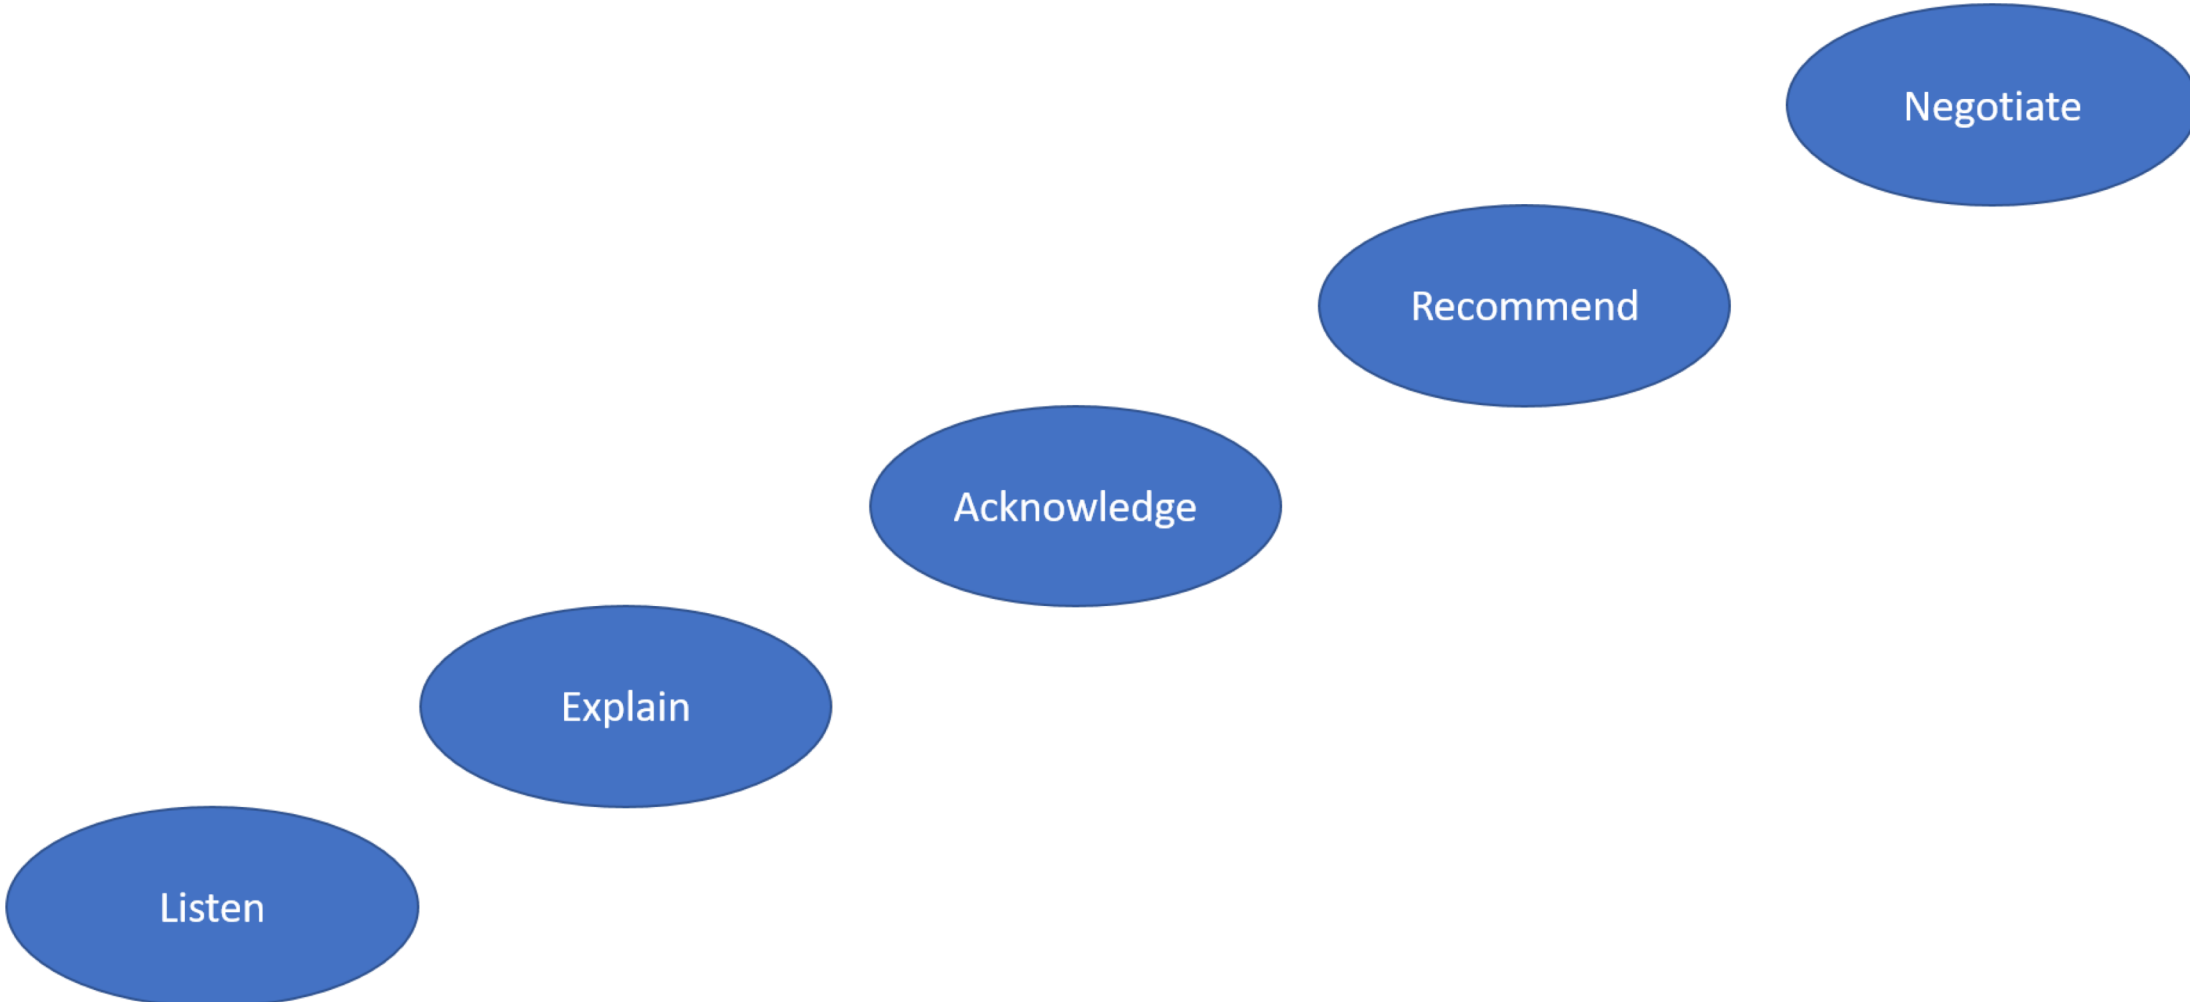 Negotiate
Recommend
Acknowledge
Explain
Listen